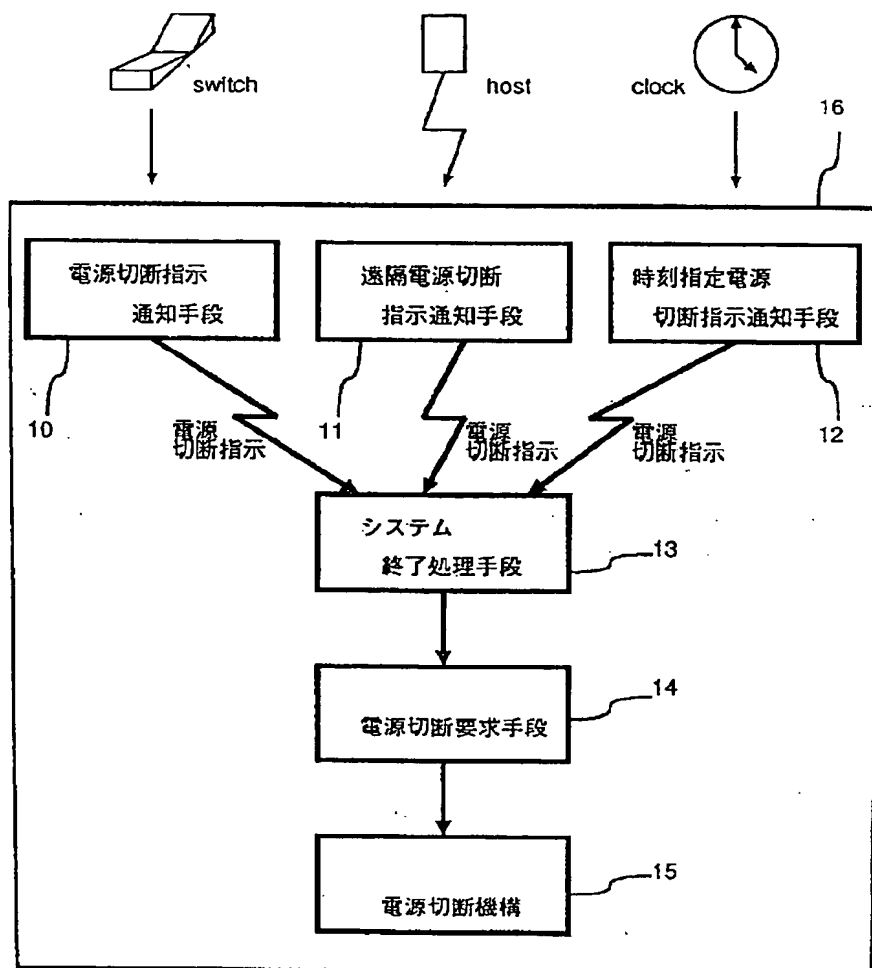 switch
host
clock
16
電源切断指示
通知手段
遠隔電源切断
指示通知手段
時刻指定電源
切断指示通知手段
10
11
12
電源
切断指示
電源
切断指示
電源
切断指示
システム
終了処理手段
13
電源切断要求手段
14
電源切断機構
15